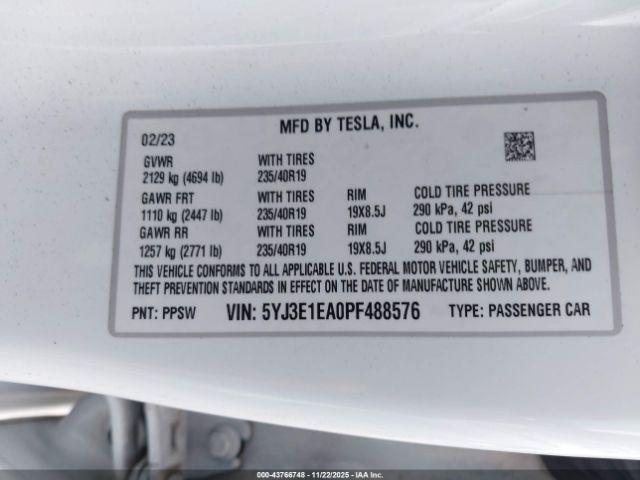 MFD BY TESLA, INC.
02/23
GVWR WITH TIRES
2129 kg (4694 lb) 235/40R19
GAWR FRT WITH TIRES RIM COLD TIRE PRESSURE
1110 kg (2447 lb) 235/40R19 19X8.5J 290 kPa, 42 psi
GAWR RR WITH TIRES RIM COLD TIRE PRESSURE
1257 kg (2771 lb) 235/40R19 19X8.5J 290 kPa, 42 psi
THIS VEHICLE CONFORMS TO ALL APPLICABLE U.S. FEDERAL MOTOR VEHICLE SAFETY, BUMPER, AND
THEFT PREVENTION STANDARDS IN EFFECT ON THE DATE OF MANUFACTURE SHOWN ABOVE.
PNT: PPSW VIN: 5YJ3E1EA0PF488576 TYPE: PASSENGER CAR
000-43766748 - 11/22/2025 - IAA Inc.